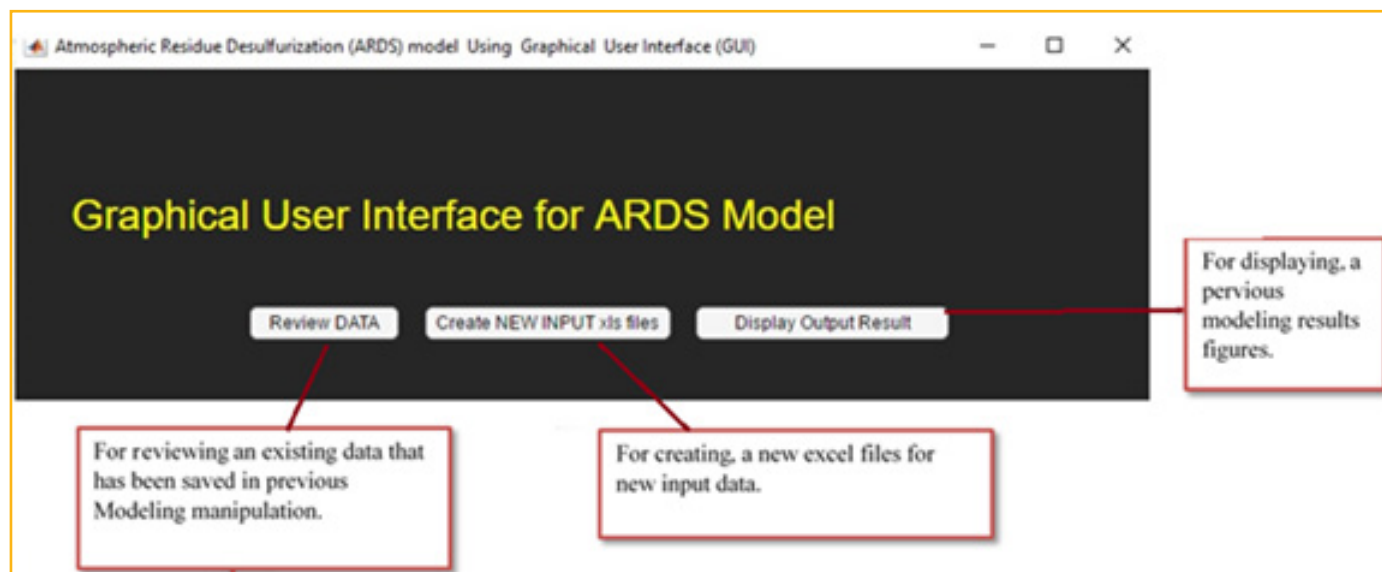 Atmospheric Residue Desulfurization (ARDS) model Using Graphical User Interface (GUI)
Graphical User Interface for ARDS Model
Review DATA
Create NEW INPUT xls files
Display Output Result
For displaying, a
pervious
modeling results
figures.
For reviewing an existing data that
has been saved in previous
Modeling manipulation.
For creating, a new excel files for
new input data.